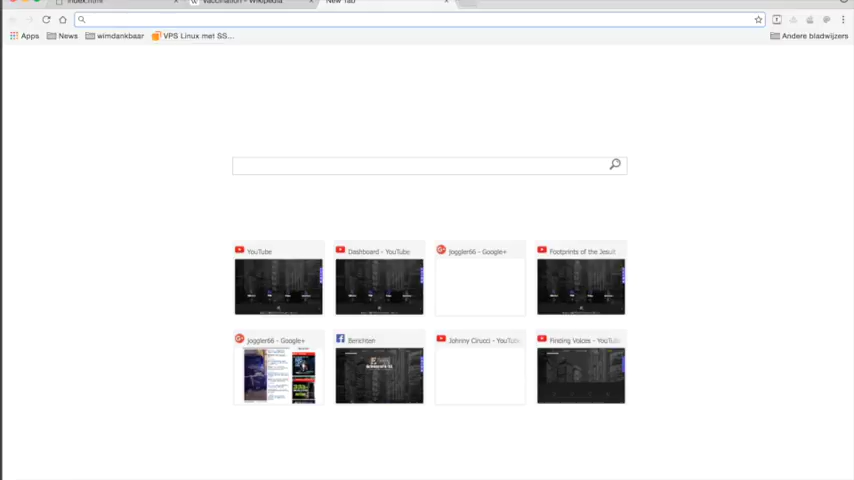 index.html
Vaccination - Wikipedia
New Tab
Apps
News
wimdankbaar
VPS Linux met SS...
Andere bladwijzers
YouTube
Dashboard - YouTube
joggler66 - Google+
Footprints of the Jesuit
joggler66 - Google+
Berichten
Johnny Cirucci - YouTube
Finding Voices - YouTube